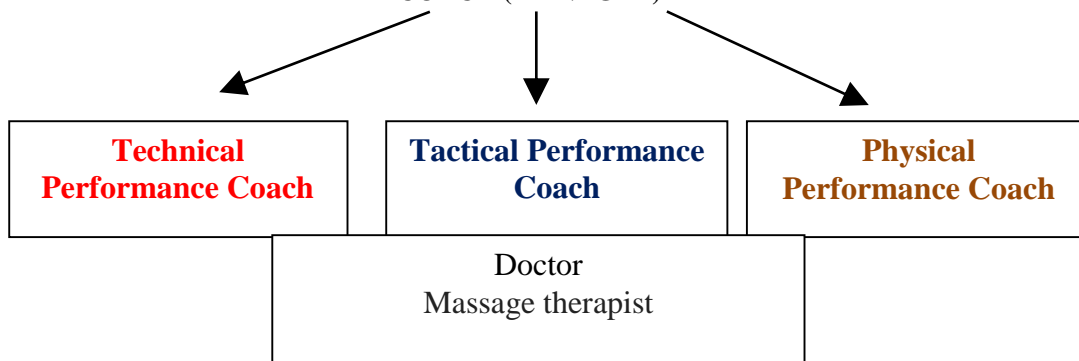 Technical
Performance Coach
Tactical Performance
Coach
Physical
Performance Coach
Doctor
Massage therapist